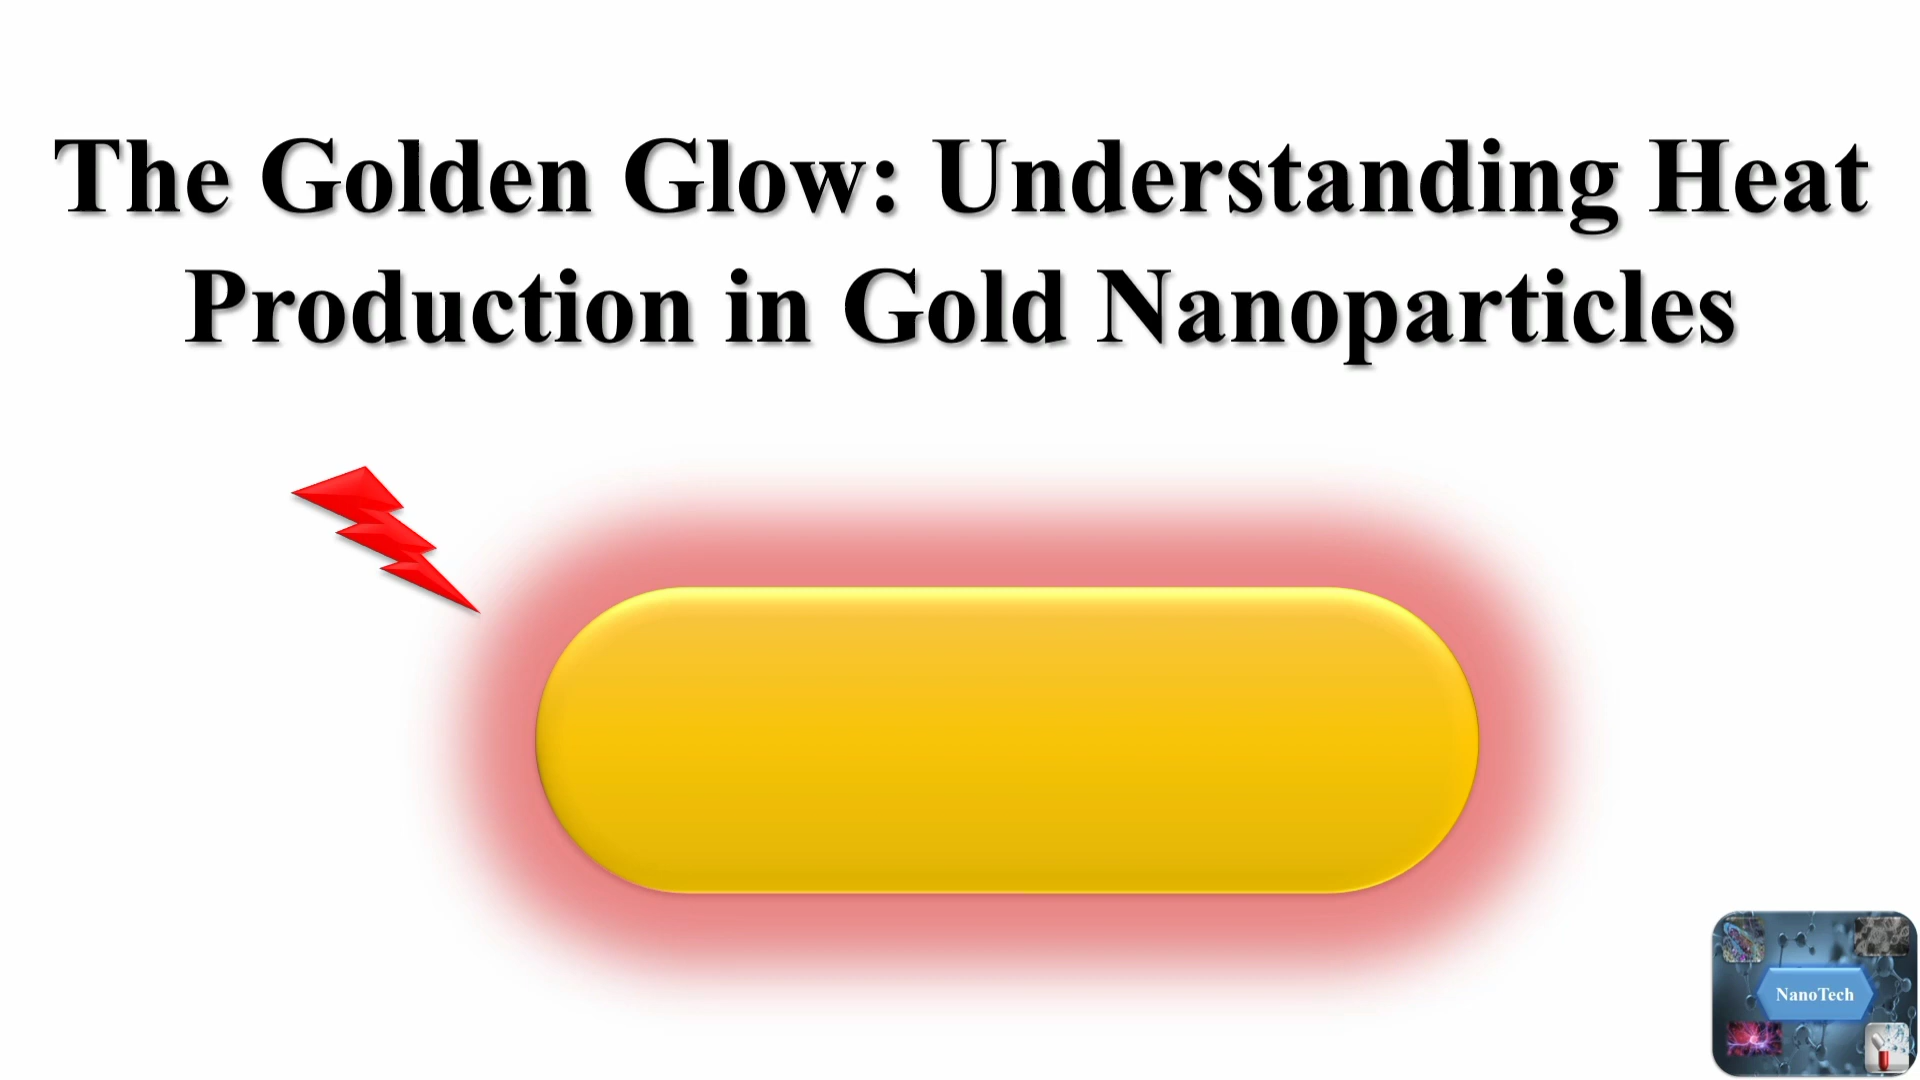 The Golden Glow: Understanding Heat
Production in Gold Nanoparticles
NanoTech